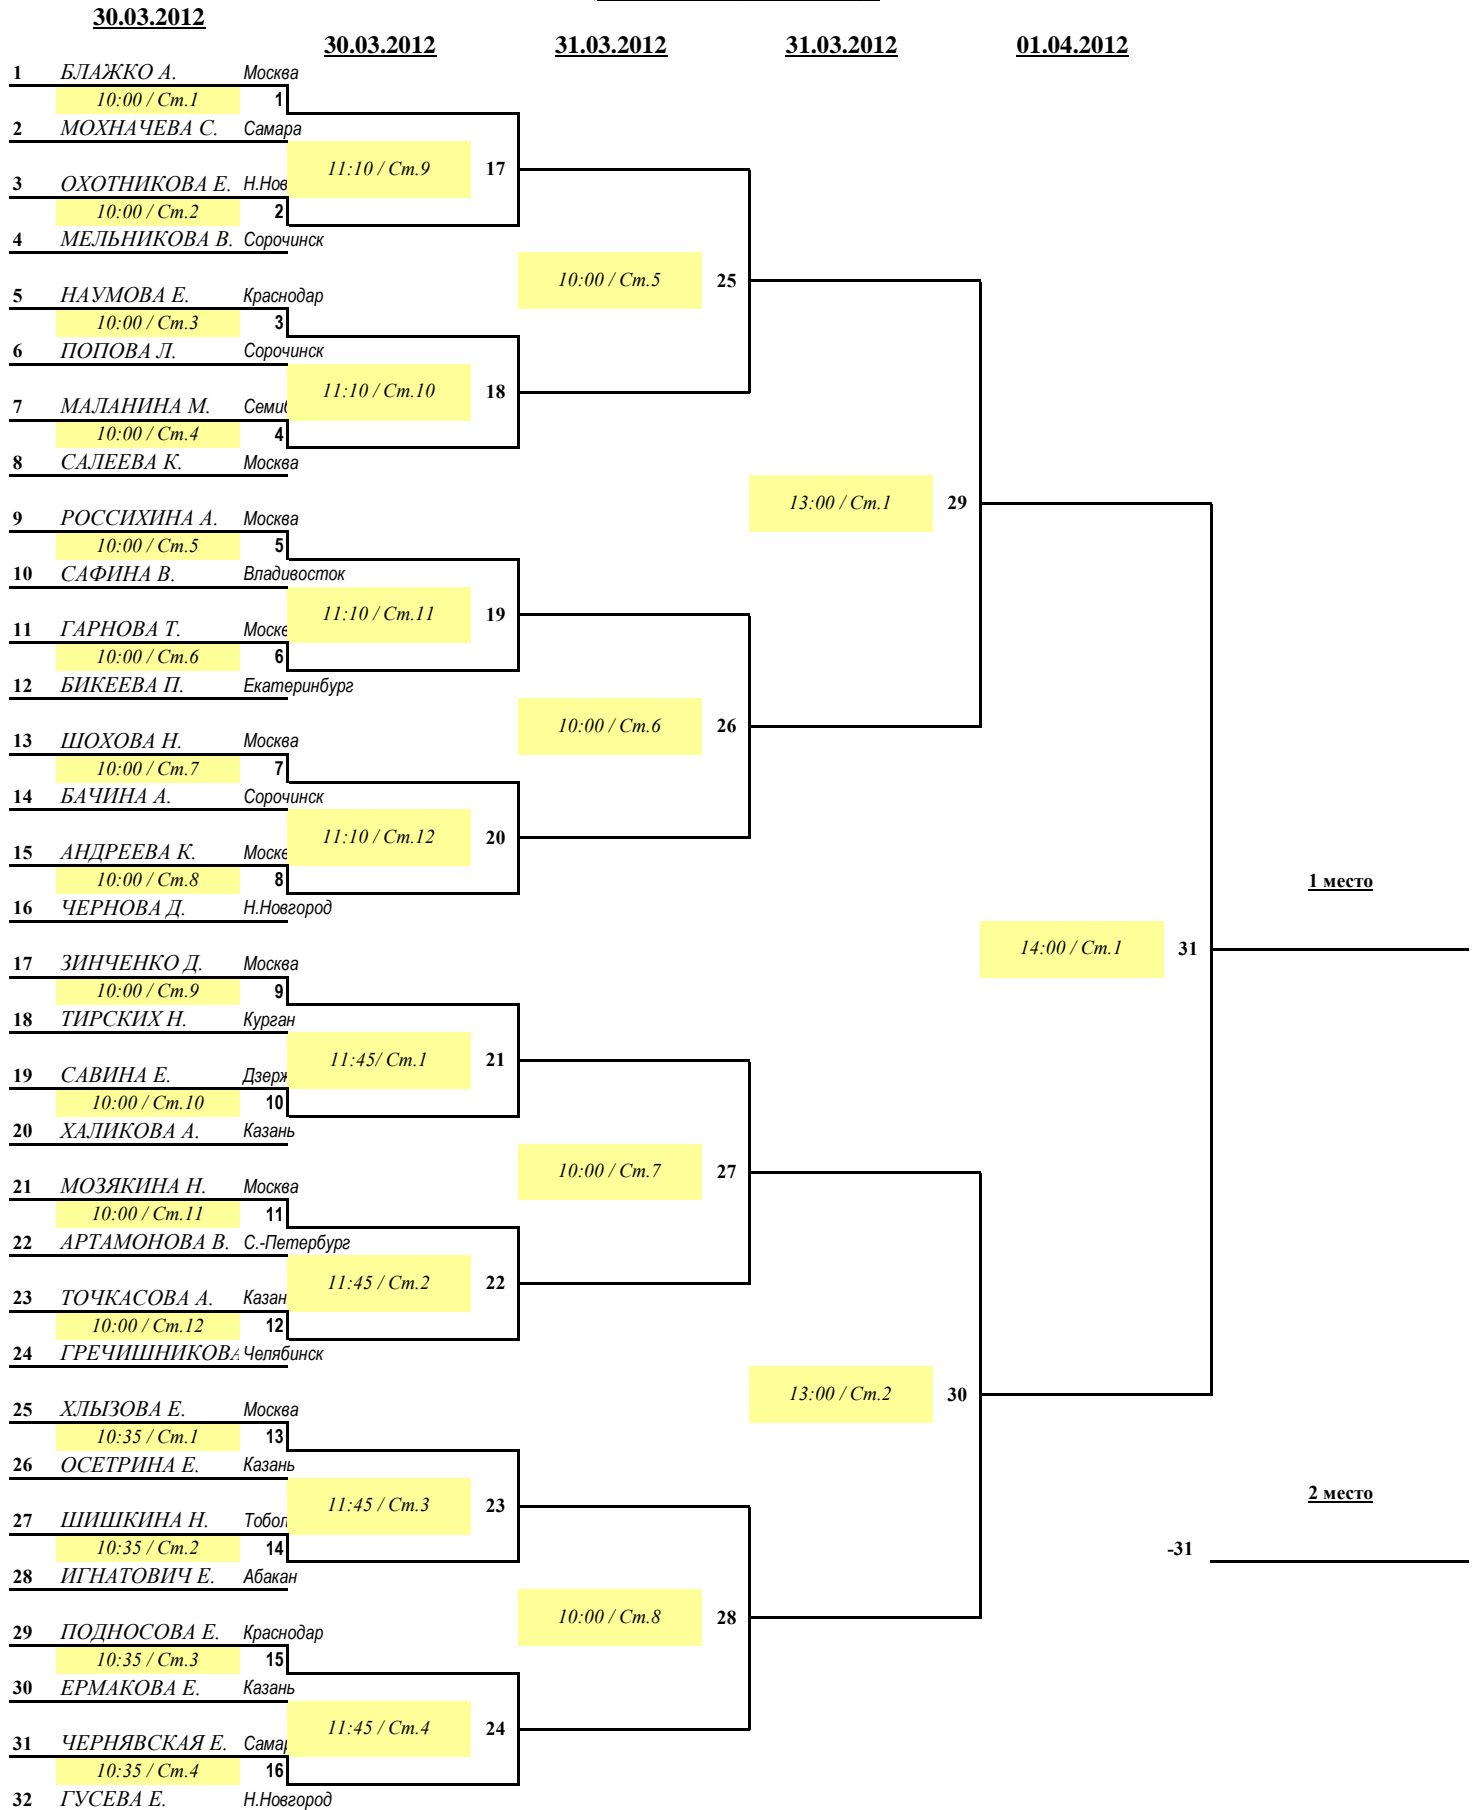 30.03.2012
30.03.2012 31.03.2012 31.03.2012 01.04.2012
1 БЛАЖКО А. Москва
10:00 / Ст.1 1
2 МОХНАЧЕВА С. Самара
11:10 / Ст.9 17
3 ОХОТНИКОВА Е. Н.Нов
10:00 / Ст.2 2
4 МЕЛЬНИКОВА В. Сорочинск
10:00 / Ст.5 25
5 НАУМОВА Е. Краснодар
10:00 / Ст.3 3
6 ПОПОВА Л. Сорочинск
11:10 / Ст.10 18
7 МАЛАНИНА М. Семиб
10:00 / Ст.4 4
8 САЛЕЕВА К. Москва
13:00 / Ст.1 29
9 РОССИХИНА А. Москва
10:00 / Ст.5 5
10 САФИНА В. Владивосток
11:10 / Ст.11 19
11 ГАРНОВА Т. Москв
10:00 / Ст.6 6
12 БИКЕЕВА П. Екатеринбург
10:00 / Ст.6 26
13 ШОХОВА Н. Москва
10:00 / Ст.7 7
14 БАЧИНА А. Сорочинск
11:10 / Ст.12 20
15 АНДРЕЕВА К. Москв
10:00 / Ст.8 8
1 место
16 ЧЕРНОВА Д. Н.Новгород
14:00 / Ст.1 31
17 ЗИНЧЕНКО Д. Москва
10:00 / Ст.9 9
18 ТИРСКИХ Н. Курган
11:45/ Ст.1 21
19 САВИНА Е. Дзерж
10:00 / Ст.10 10
20 ХАЛИКОВА А. Казань
10:00 / Ст.7 27
21 МОЗЯКИНА Н. Москва
10:00 / Ст.11 11
22 АРТАМОНОВА В. С.-Петербург
11:45 / Ст.2 22
23 ТОЧКАСОВА А. Казан
10:00 / Ст.12 12
24 ГРЕЧИШНИКОВА Челябинск
13:00 / Ст.2 30
25 ХЛЫЗОВА Е. Москва
10:35 / Ст.1 13
26 ОСЕТРИНА Е. Казань
2 место
11:45 / Ст.3 23
27 ШИШКИНА Н. Тобол
10:35 / Ст.2 14
-31
28 ИГНАТОВИЧ Е. Абакан
10:00 / Ст.8 28
29 ПОДНОСОВА Е. Краснодар
10:35 / Ст.3 15
30 ЕРМАКОВА Е. Казань
11:45 / Ст.4 24
31 ЧЕРНЯВСКАЯ Е. Самар
10:35 / Ст.4 16
32 ГУСЕВА Е. Н.Новгород